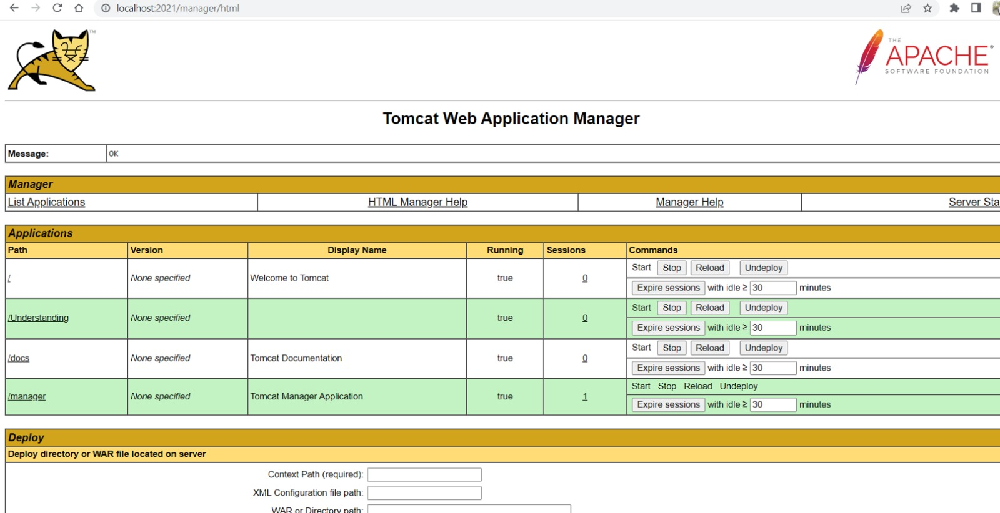 localhost:2021/manager/html
TM
THE
APACHE®
SOFTWARE FOUNDATION
Tomcat Web Application Manager
Message: OK
Manager
List Applications HTML Manager Help Manager Help Server Sta
Applications
Path Version Display Name Running Sessions Commands
/ None specified Welcome to Tomcat true 0 Start Stop Reload Undeploy
Expire sessions with idle ≥ 30 minutes
/Understanding None specified true 0 Start Stop Reload Undeploy
Expire sessions with idle ≥ 30 minutes
/docs None specified Tomcat Documentation true 0 Start Stop Reload Undeploy
Expire sessions with idle ≥ 30 minutes
/manager None specified Tomcat Manager Application true 1 Start Stop Reload Undeploy
Expire sessions with idle ≥ 30 minutes
Deploy
Deploy directory or WAR file located on server
Context Path (required):
XML Configuration file path:
WAR or Directory path: